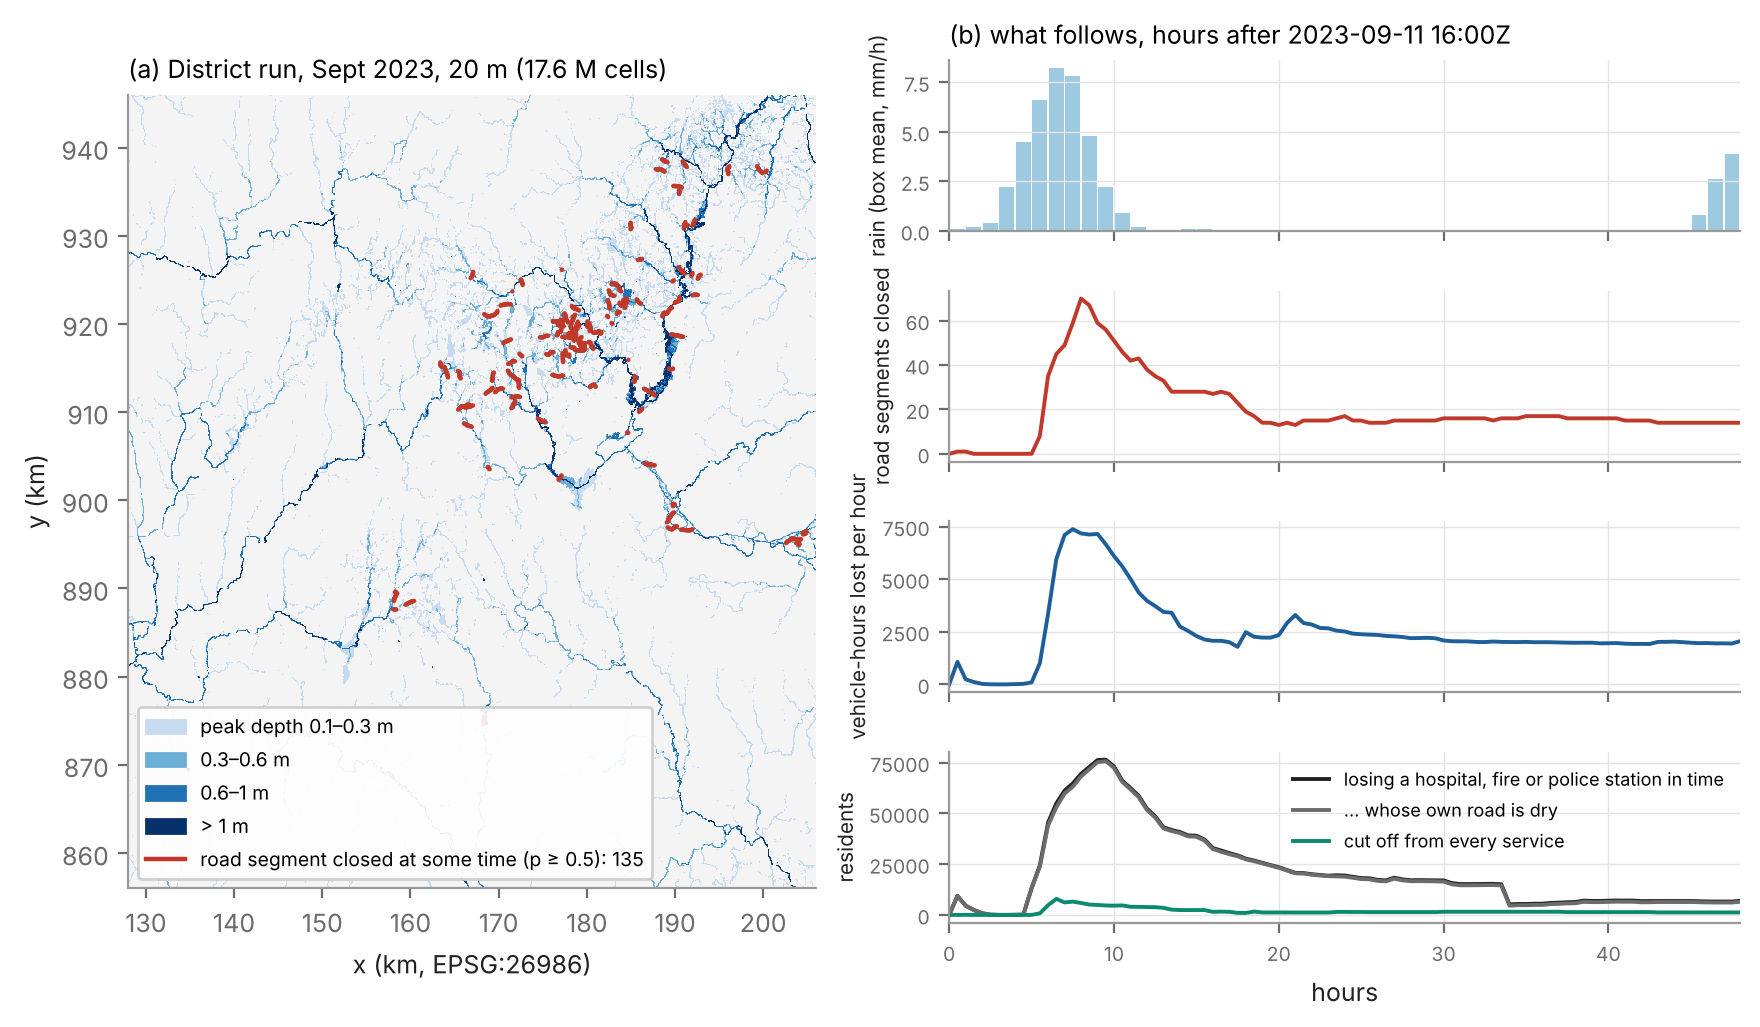 (a) District run, Sept 2023, 20 m (17.6 M cells)
940
930
920
910
900
890
880
870
860
y (km)
peak depth 0.1–0.3 m
0.3–0.6 m
0.6–1 m
> 1 m
road segment closed at some time (p ≥ 0.5): 135
130
140
150
160
170
180
190
200
x (km, EPSG:26986)
(b) what follows, hours after 2023-09-11 16:00Z
rain (box mean, mm/h)
7.5
5.0
2.5
0.0
road segments closed
60
40
20
0
vehicle-hours lost per hour
7500
5000
2500
0
residents
75000
50000
25000
0
losing a hospital, fire or police station in time
... whose own road is dry
cut off from every service
0
10
20
30
40
hours